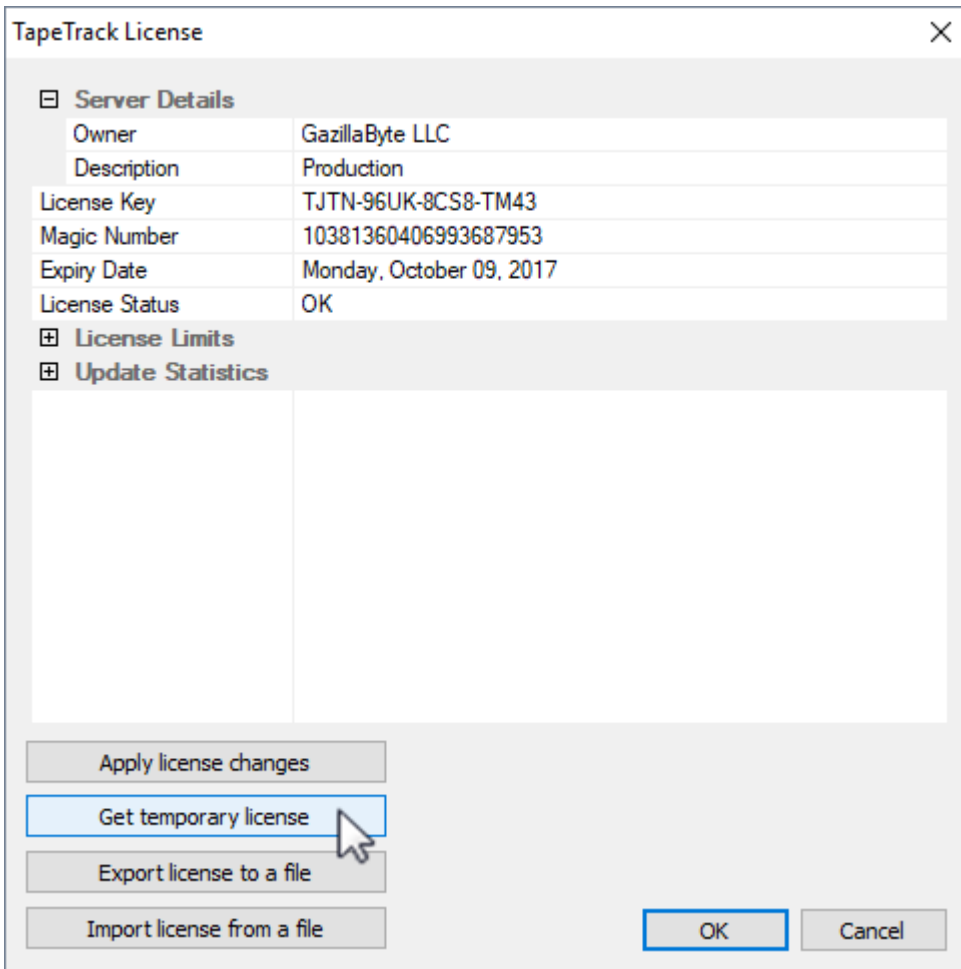 TapeTrack License
Server Details
Owner GazillaByte LLC
Description Production
License Key TJTN-96UK-8CS8-TM43
Magic Number 10381360406993687953
Expiry Date Monday, October 09, 2017
License Status OK
License Limits
Update Statistics
Apply license changes
Get temporary license
Export license to a file
Import license from a file
OK Cancel